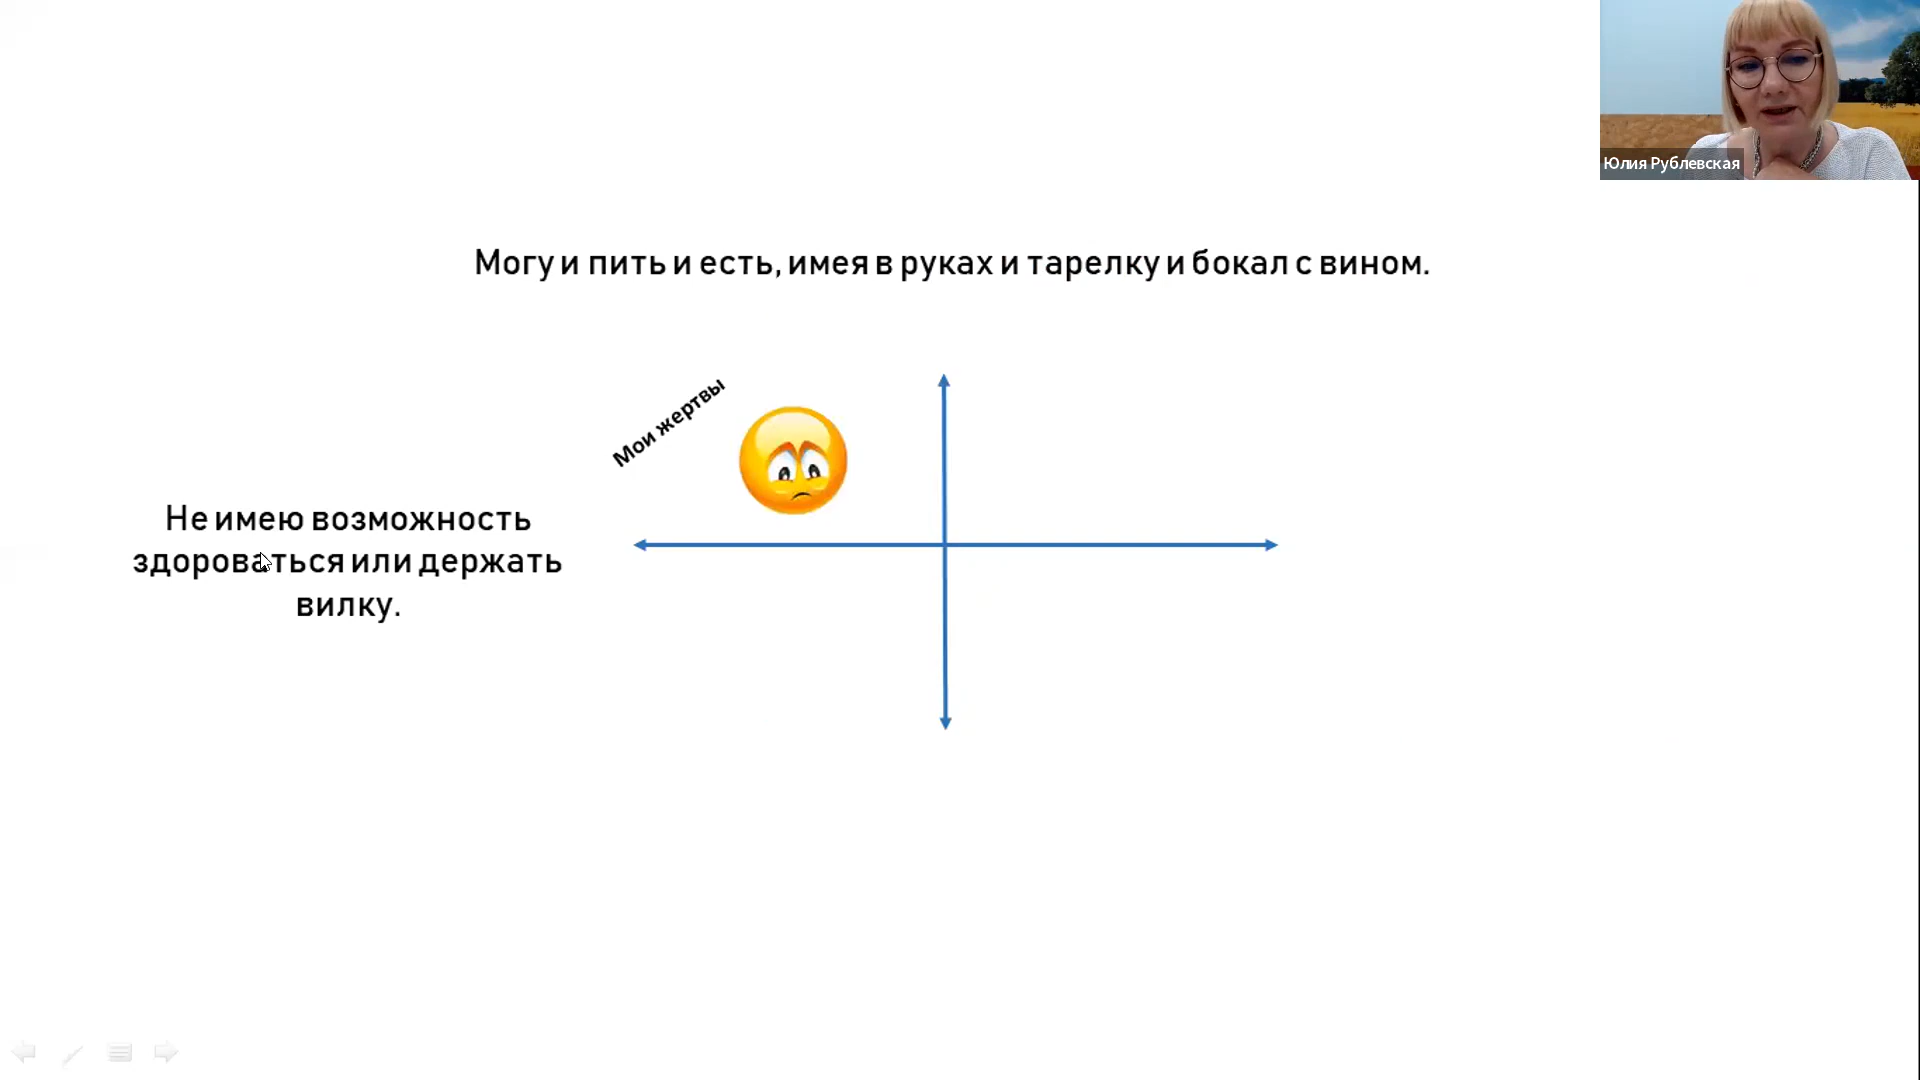 Юлия Рублевская
Могу и пить и есть, имея в руках и тарелку и бокал с вином.
Мои жертвы
Не имею возможность
здороваться или держать
вилку.